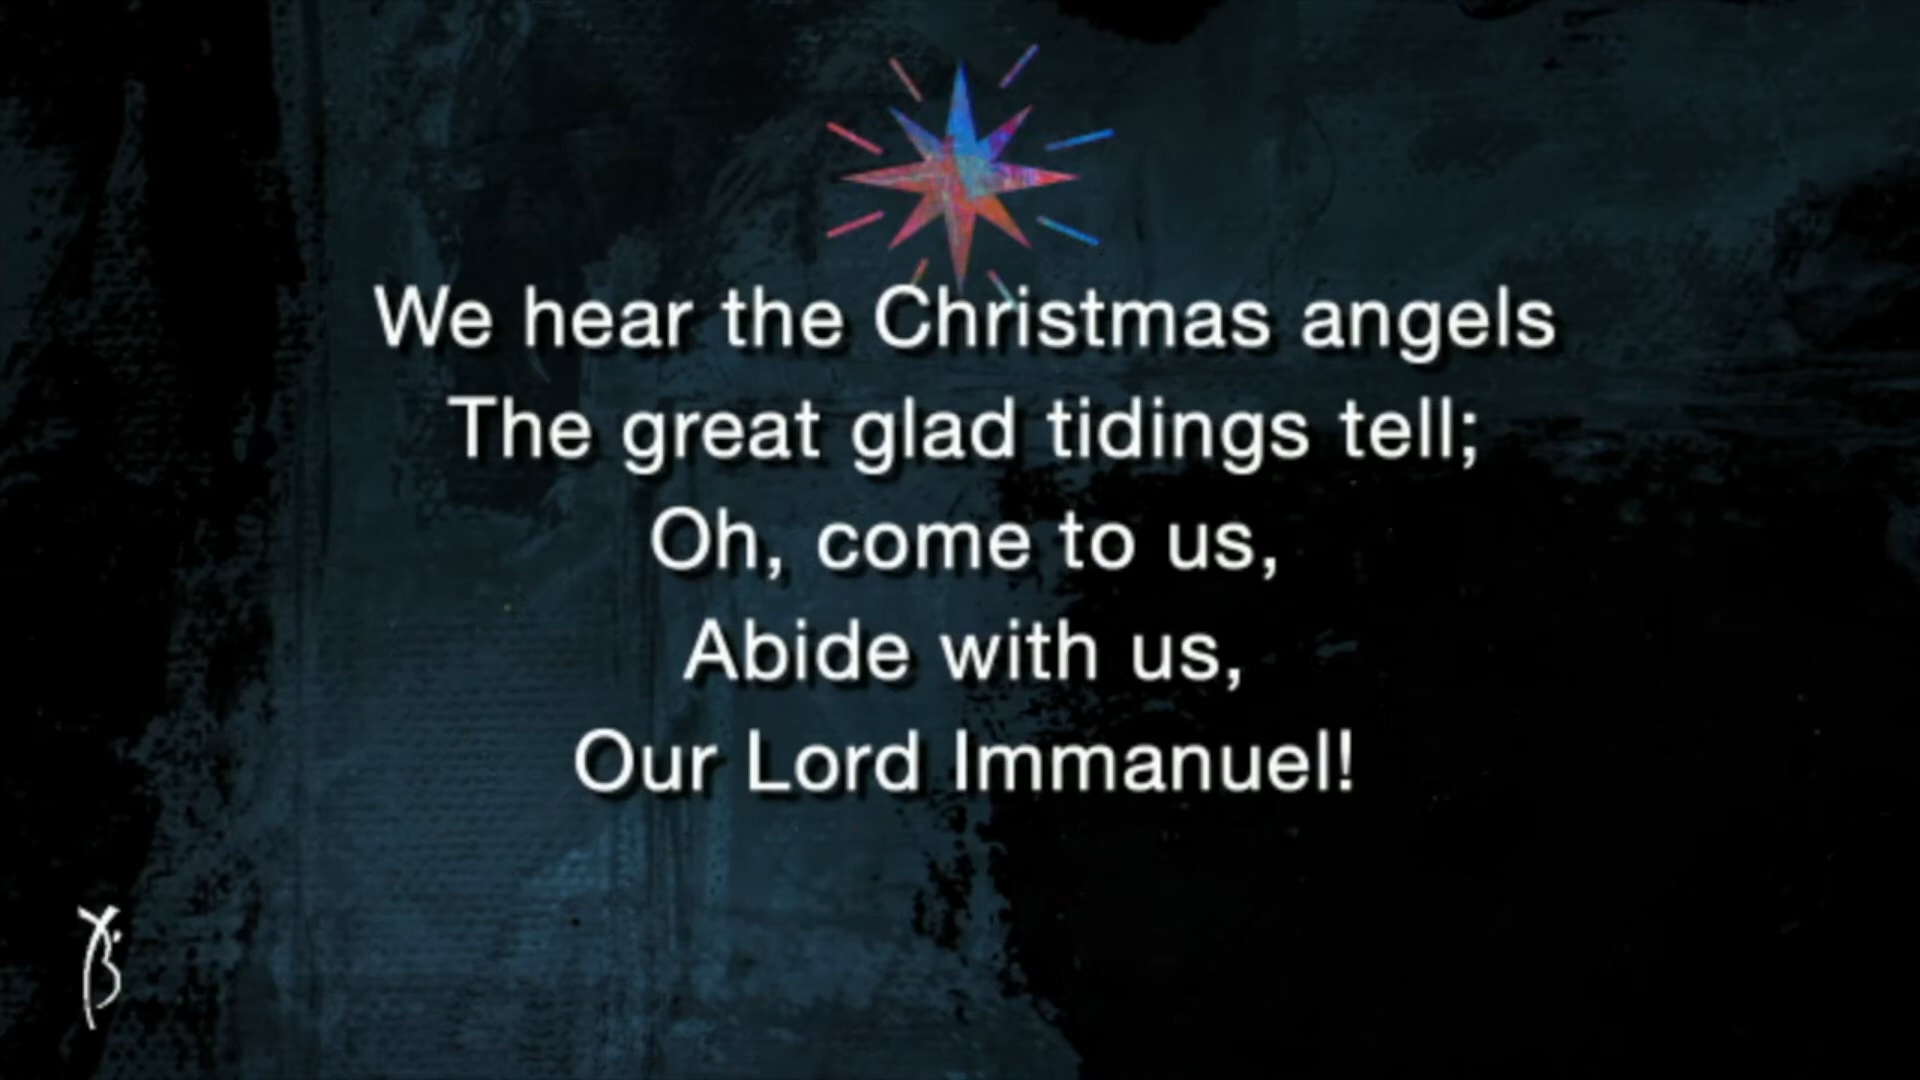 We hear the Christmas angels
The great glad tidings tell;
Oh, come to us,
Abide with us,
Our Lord Immanuel!